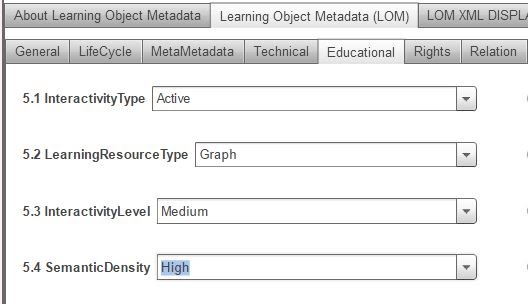 About Learning Object Metadata Learning Object Metadata (LOM) LOM XML DISPL
General LifeCycle MetaMetadata Technical Educational Rights Relation
5.1 InteractivityType Active
5.2 LearningResourceType Graph
5.3 InteractivityLevel Medium
5.4 SemanticDensity High